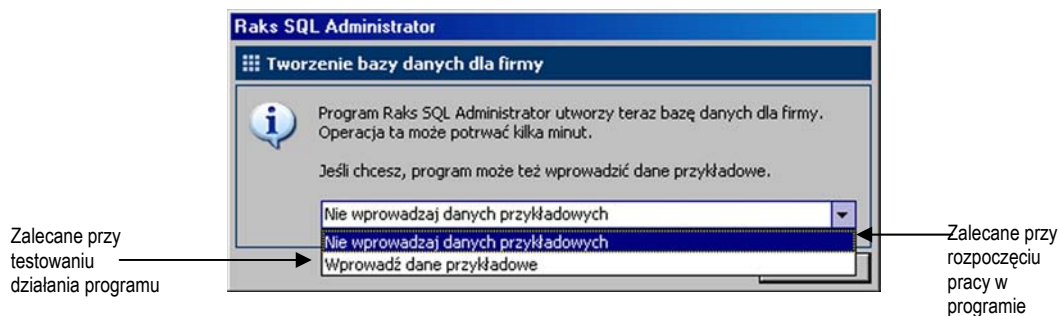 Raks SQL Administrator
Tworzenie bazy danych dla firmy
Program Raks SQL Administrator utworzy teraz bazę danych dla firmy.
Operacja ta może potrwać kilka minut.
Jeśli chcesz, program może też wprowadzić dane przykładowe.
Nie wprowadzaj danych przykładowych
Nie wprowadzaj danych przykładowych
Wprowadź dane przykładowe
Zalecane przy
testowaniu
działania programu
Zalecane przy
rozpoczęciu
pracy w
programie